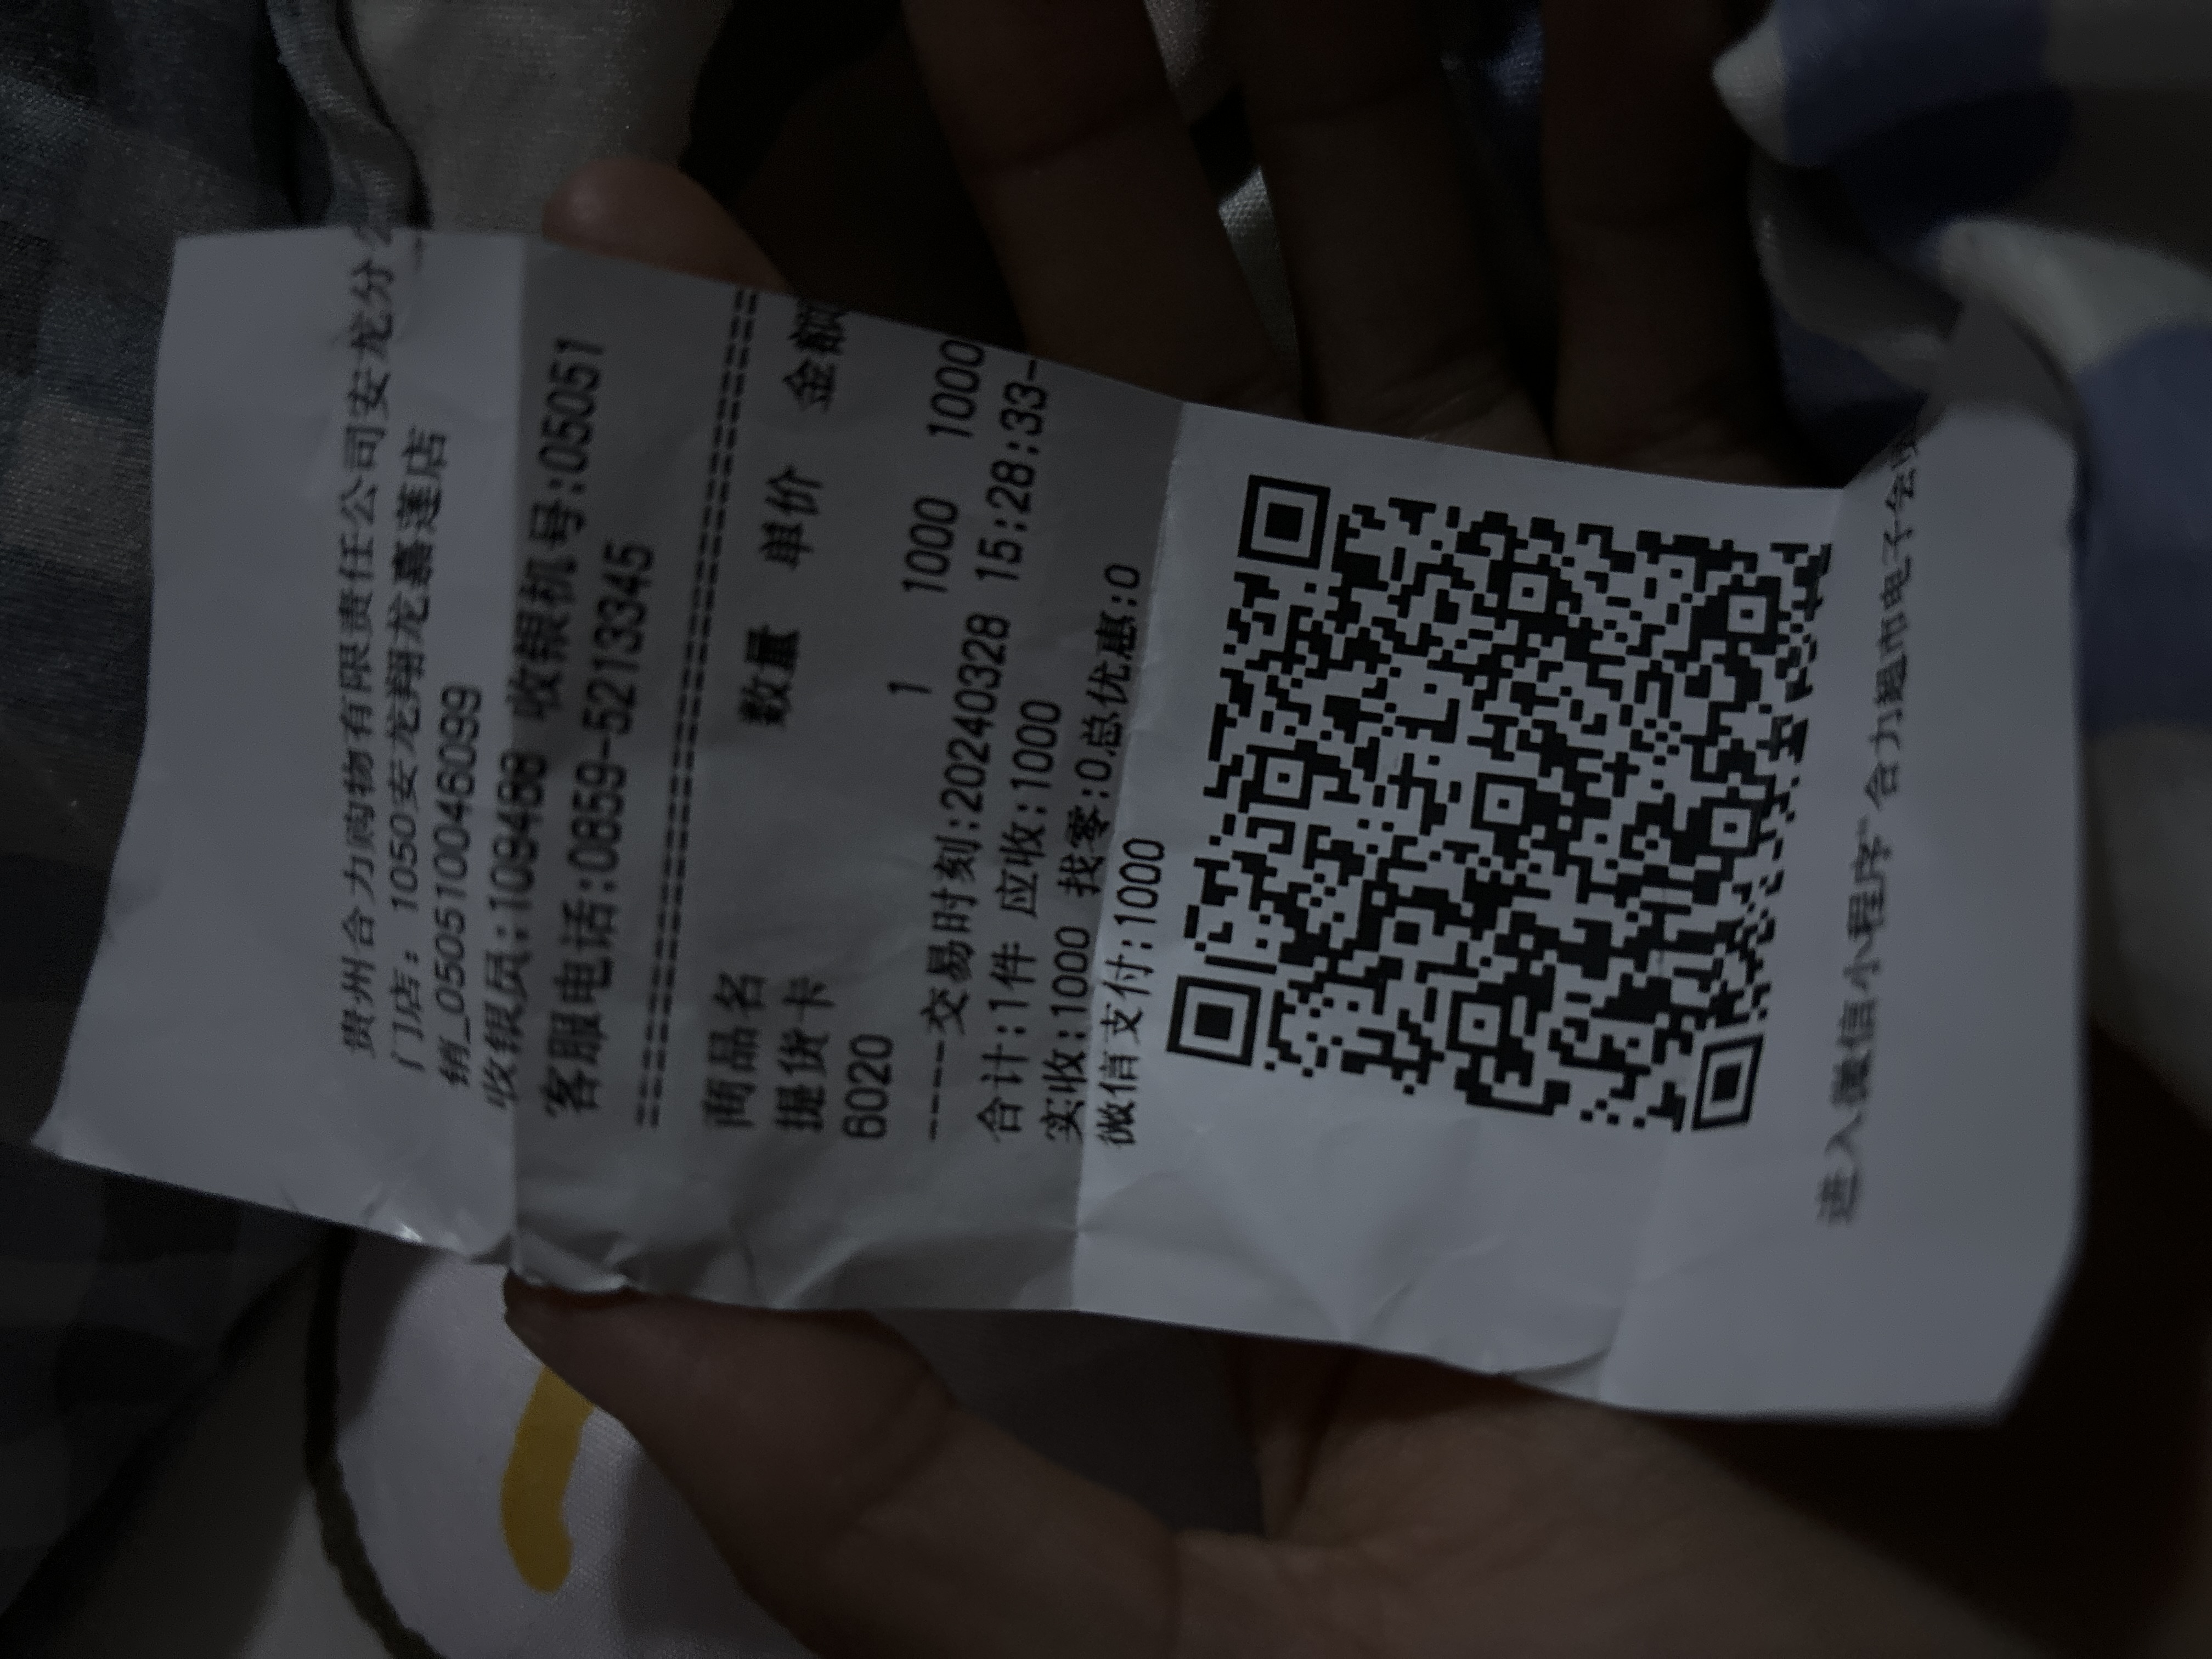 贵州合力购物有限责任公司安龙分
门店: 1050安龙翔龙嘉莲店
销_0505100046099
收银员:109488 收银机号:05051
客服电话:0859-5213345
================================
商品名 数量 单价 金额
提货卡
6020 1 1000 1000
-----交易时刻:20240328 15:28:33-
合计:1件 应收:1000
实收:1000 找零:0总优惠:0
微信支付:1000
进入微信小程序“合力超市电子会